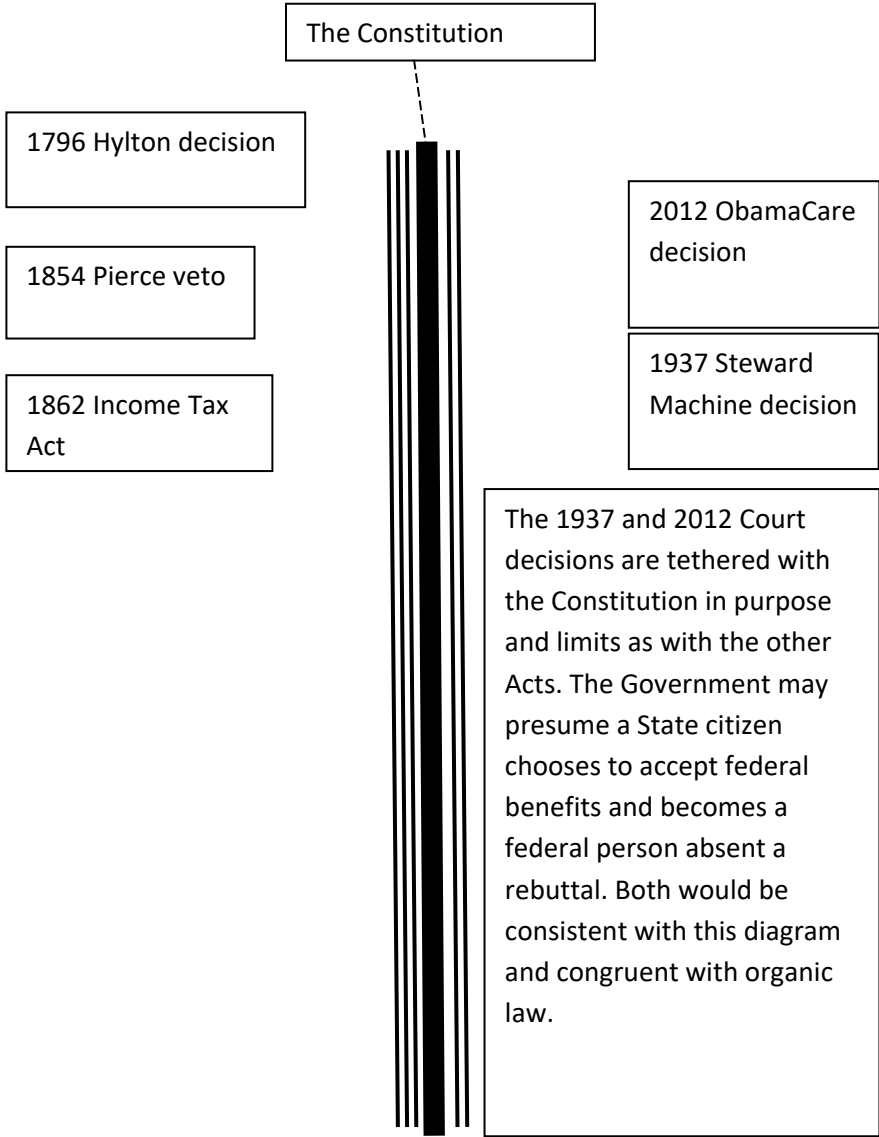 The Constitution
1796 Hylton decision
1854 Pierce veto
1862 Income Tax
Act
2012 ObamaCare
decision
1937 Steward
Machine decision
The 1937 and 2012 Court
decisions are tethered with
the Constitution in purpose
and limits as with the other
Acts. The Government may
presume a State citizen
chooses to accept federal
benefits and becomes a
federal person absent a
rebuttal. Both would be
consistent with this diagram
and congruent with organic
law.